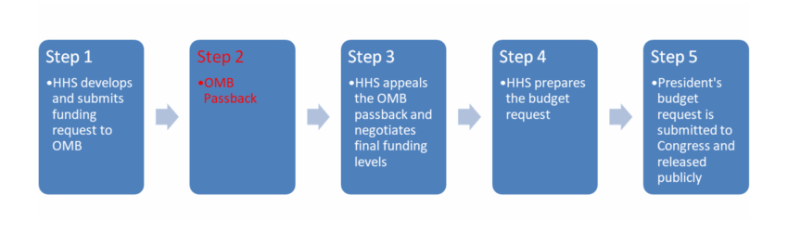 Step 1
•HHS develops
and submits
funding
request to
OMB
Step 2
•OMB
Passback
Step 3
•HHS appeals
the OMB
passback and
negotiates
final funding
levels
Step 4
•HHS prepares
the budget
request
Step 5
•President's
budget
request is
submitted to
Congress and
released
publicly